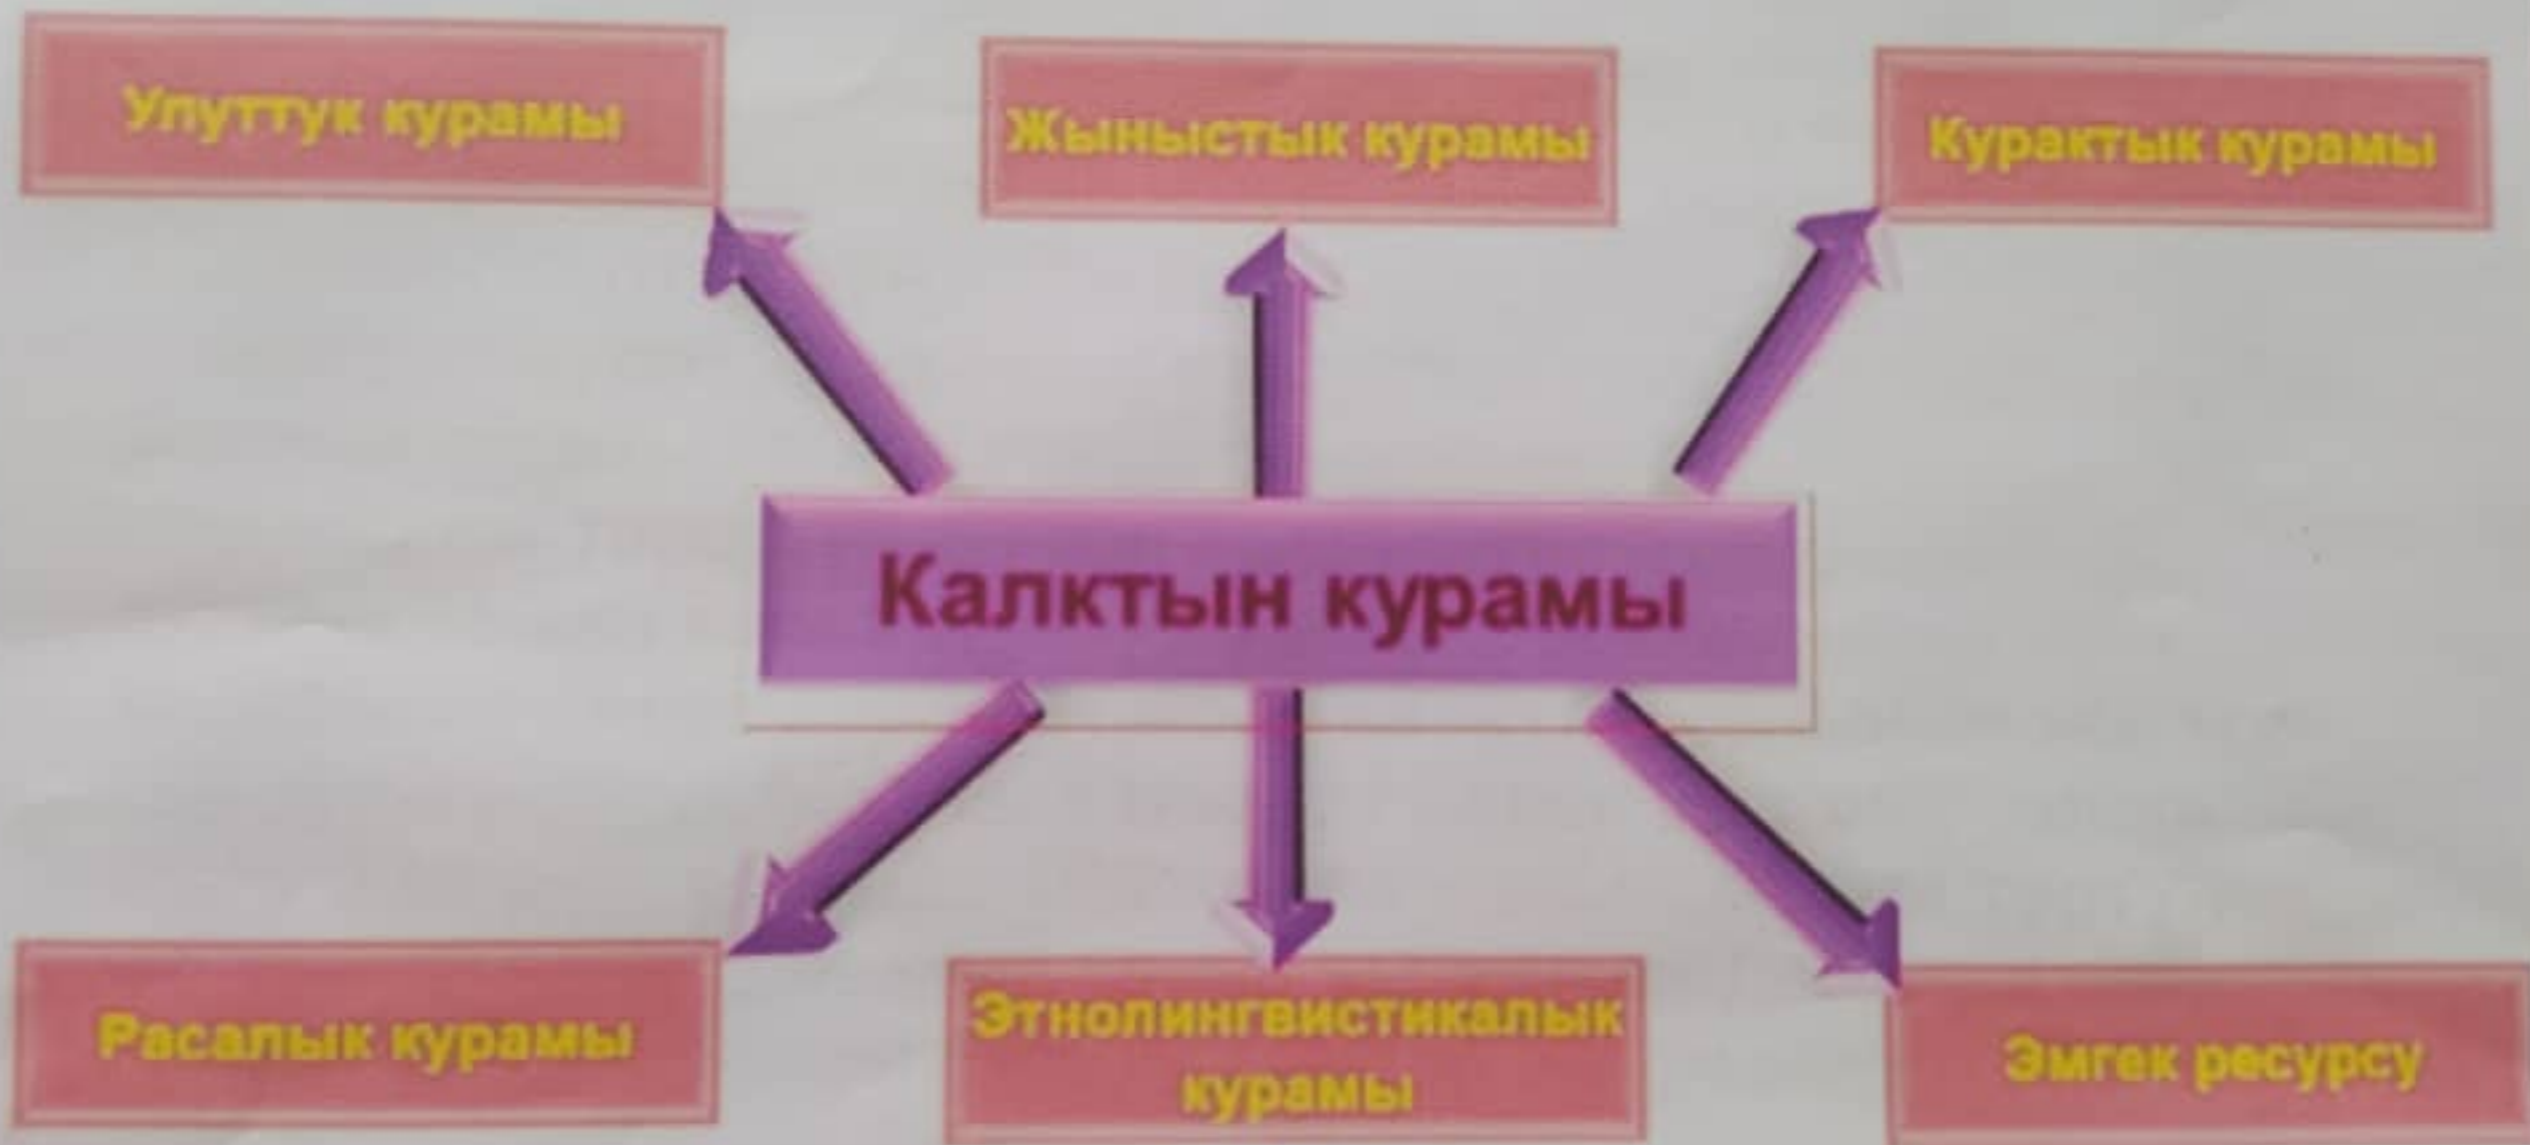 Улуттук курамы
Жыныстык курамы
Курактык курамы
Калктын курамы
Расалык курамы
Этнолингвистикалык
курамы
Эмгек ресурсу